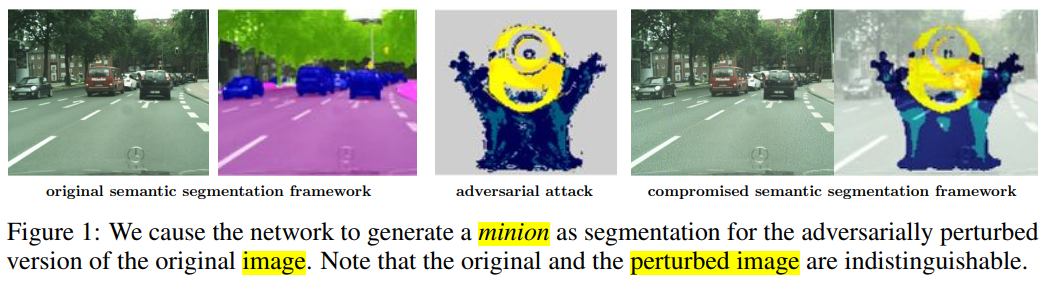 original semantic segmentation framework
adversarial attack
compromised semantic segmentation framework
Figure 1: We cause the network to generate a minion as segmentation for the adversarially perturbed
version of the original image. Note that the original and the perturbed image are indistinguishable.